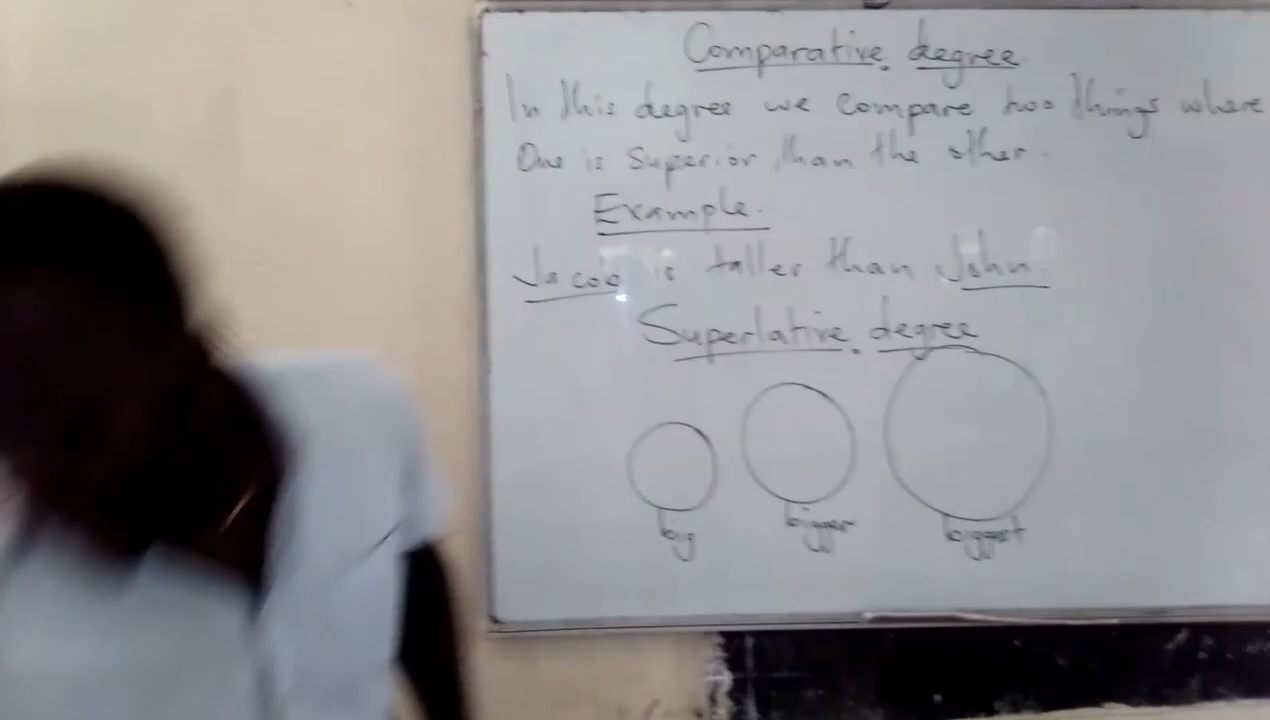 Comparative degree
In this degree we compare two things where
One is superior than the other.
Example.
Jacob is taller than John.
Superlative degree
big bigger biggest